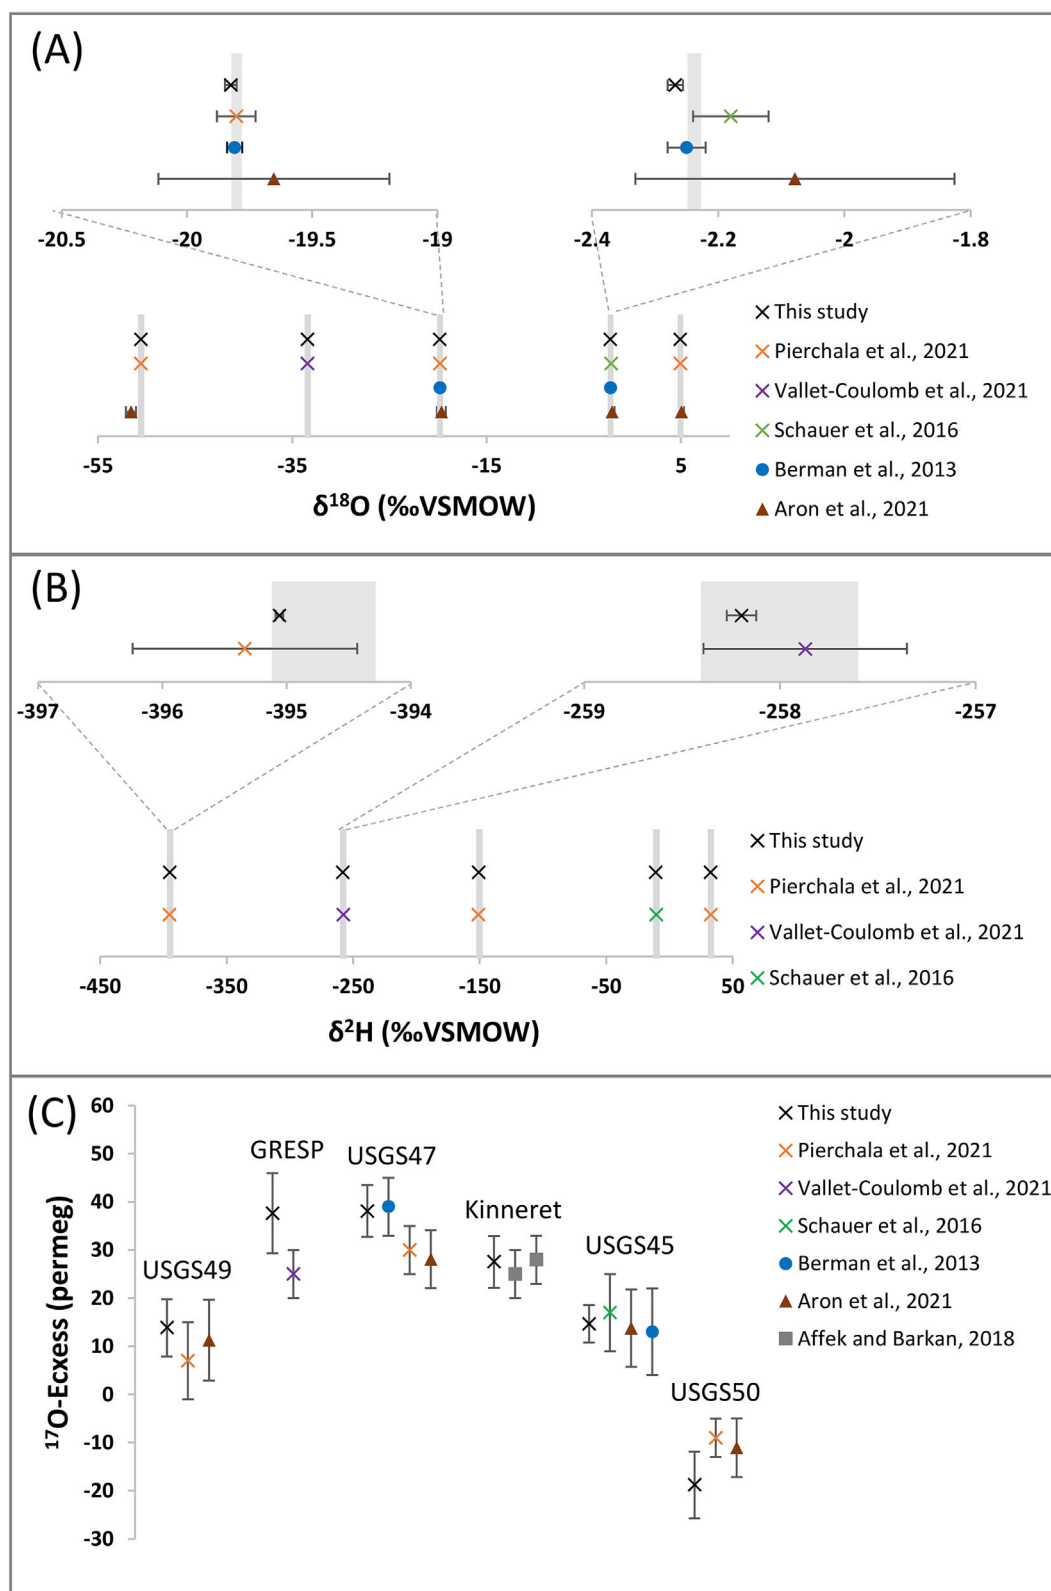 (A)
-20.5 -20 -19.5 -19
-2.4 -2.2 -2 -1.8
This study
Pierchala et al., 2021
Vallet-Coulomb et al., 2021
Schauer et al., 2016
Berman et al., 2013
Aron et al., 2021
-55 -35 -15 5
δ¹⁸O (‰VSMOW)
(B)
-397 -396 -395 -394
-259 -258 -257
This study
Pierchala et al., 2021
Vallet-Coulomb et al., 2021
Schauer et al., 2016
-450 -350 -250 -150 -50 50
δ²H (‰VSMOW)
(C)
60
50
40
30
20
10
0
-10
-20
-30
¹⁷O-Ecxess (permeg)
USGS49
GRESP
USGS47
Kinneret
USGS45
USGS50
This study
Pierchala et al., 2021
Vallet-Coulomb et al., 2021
Schauer et al., 2016
Berman et al., 2013
Aron et al., 2021
Affek and Barkan, 2018